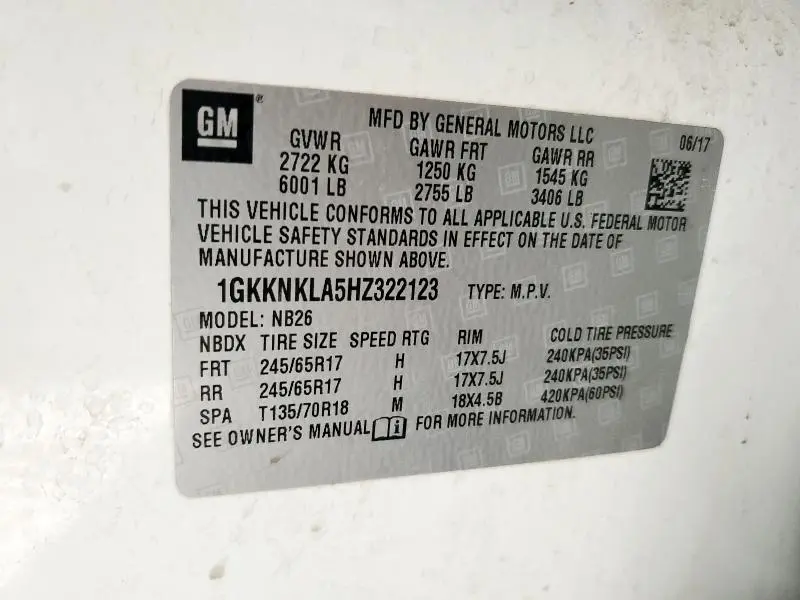 GM®
MFD BY GENERAL MOTORS LLC 06/17
GVWR GAWR FRT GAWR RR
2722 KG 1250 KG 1545 KG
6001 LB 2755 LB 3406 LB
THIS VEHICLE CONFORMS TO ALL APPLICABLE U.S. FEDERAL MOTOR
VEHICLE SAFETY STANDARDS IN EFFECT ON THE DATE OF
MANUFACTURE SHOWN ABOVE.
1GKKNKLA5HZ322123 TYPE: M.P.V.
MODEL: NB26
NBDX TIRE SIZE SPEED RTG RIM COLD TIRE PRESSURE
FRT 245/65R17 H 17X7.5J 240KPA(35PSI)
RR 245/65R17 H 17X7.5J 240KPA(35PSI)
SPA T135/70R18 M 18X4.5B 420KPA(60PSI)
SEE OWNER'S MANUAL i FOR MORE INFORMATION.